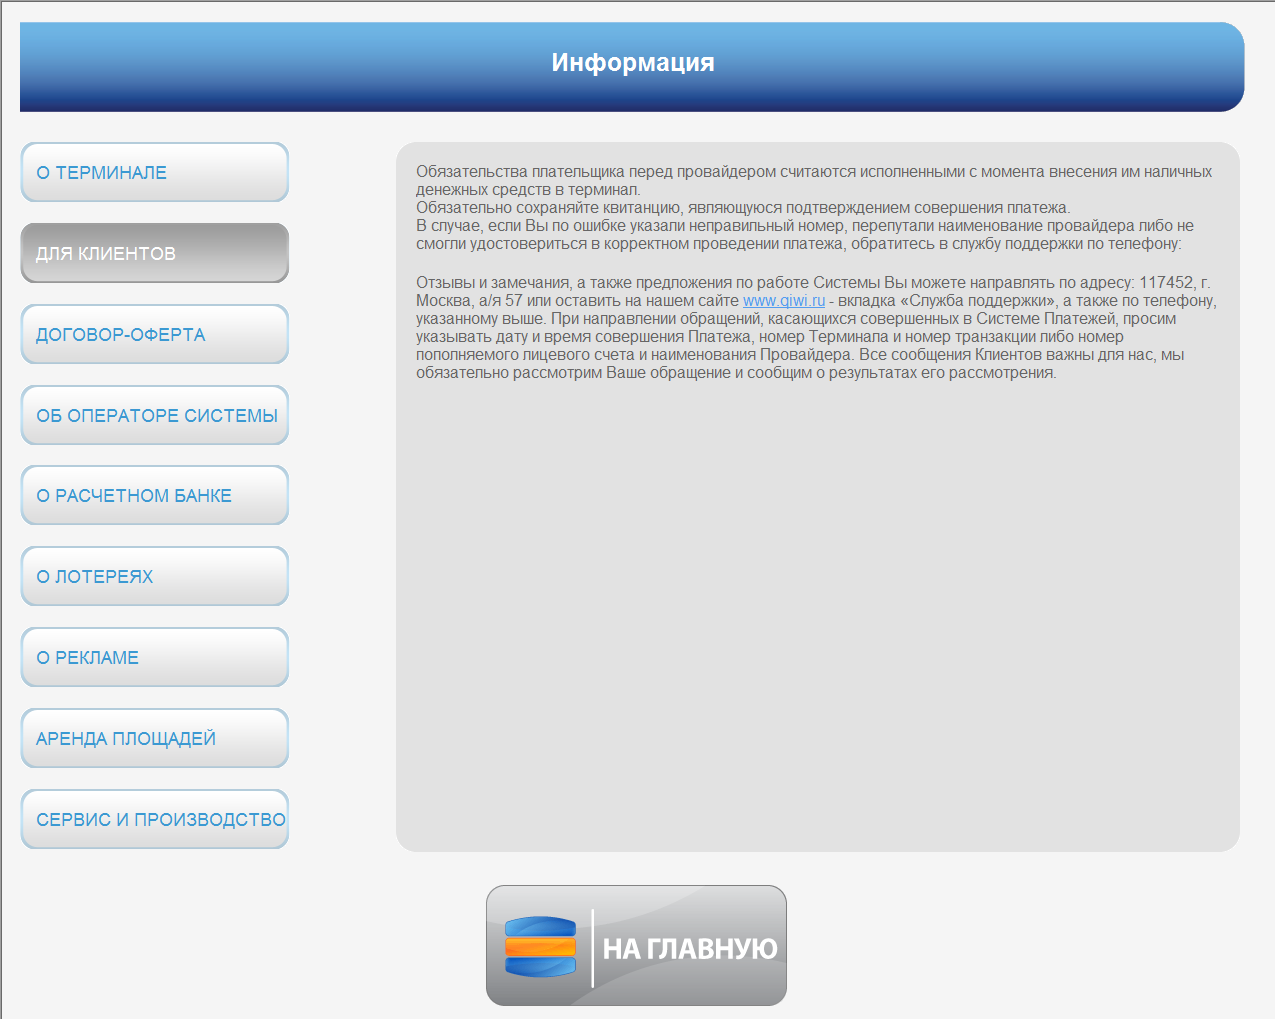 Информация
О ТЕРМИНАЛЕ
ДЛЯ КЛИЕНТОВ
ДОГОВОР-ОФЕРТА
ОБ ОПЕРАТОРЕ СИСТЕМЫ
О РАСЧЕТНОМ БАНКЕ
О ЛОТЕРЕЯХ
О РЕКЛАМЕ
АРЕНДА ПЛОЩАДЕЙ
СЕРВИС И ПРОИЗВОДСТВО
Обязательства плательщика перед провайдером считаются исполненными с момента внесения им наличных
денежных средств в терминал.
Обязательно сохраняйте квитанцию, являющуюся подтверждением совершения платежа.
В случае, если Вы по ошибке указали неправильный номер, перепутали наименование провайдера либо не
смогли удостовериться в корректном проведении платежа, обратитесь в службу поддержки по телефону:
Отзывы и замечания, а также предложения по работе Системы Вы можете направлять по адресу: 117452, г.
Москва, а/я 57 или оставить на нашем сайте www.qiwi.ru - вкладка «Служба поддержки», а также по телефону,
указанному выше. При направлении обращений, касающихся совершенных в Системе Платежей, просим
указывать дату и время совершения Платежа, номер Терминала и номер транзакции либо номер
пополняемого лицевого счета и наименования Провайдера. Все сообщения Клиентов важны для нас, мы
обязательно рассмотрим Ваше обращение и сообщим о результатах его рассмотрения.
НА ГЛАВНУЮ